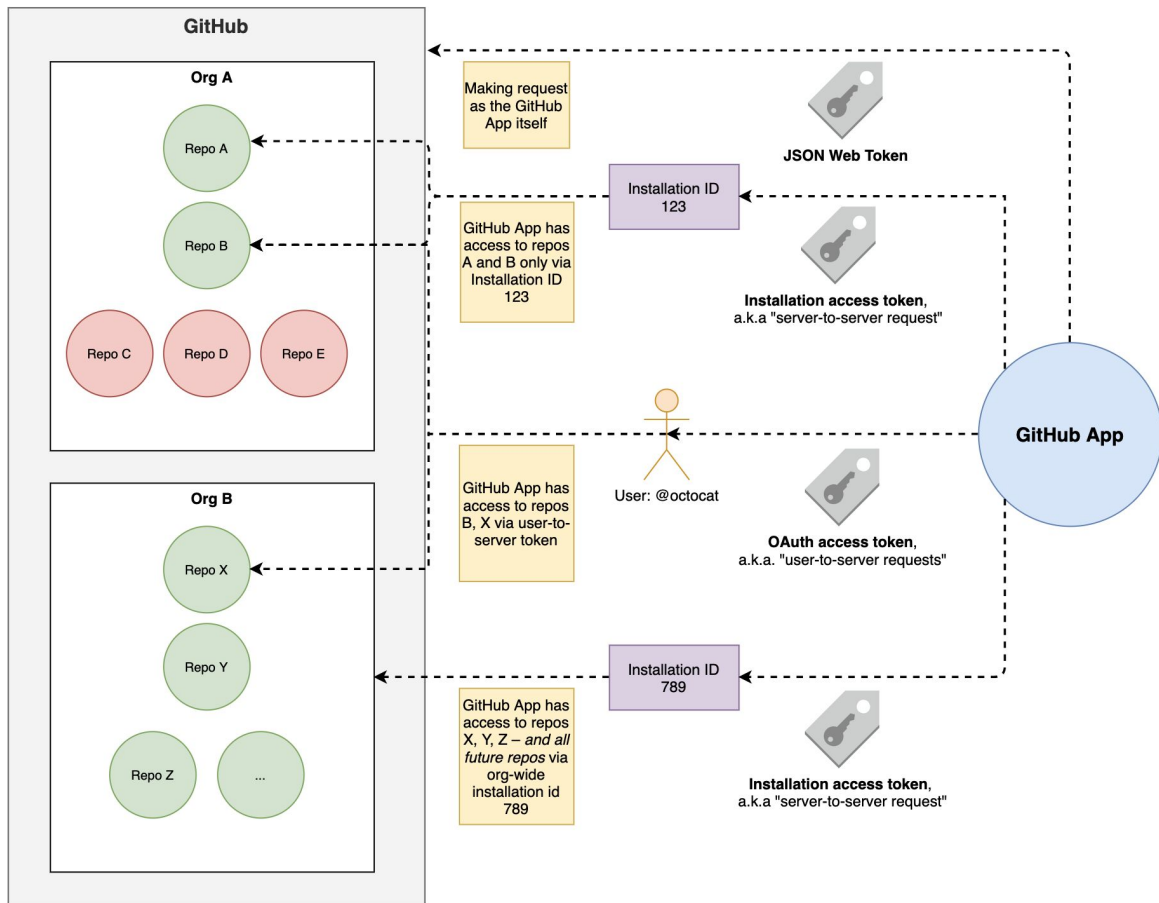 GitHub
Org A
Repo A
Repo B
Repo C
Repo D
Repo E
Org B
Repo X
Repo Y
Repo Z
...
Making request
as the GitHub
App itself
JSON Web Token
Installation ID
123
GitHub App has
access to repos
A and B only via
Installation ID
123
Installation access token,
a.k.a "server-to-server request"
GitHub App
User: @octocat
GitHub App has
access to repos
B, X via user-to-
server token
OAuth access token,
a.k.a. "user-to-server requests"
Installation ID
789
GitHub App has
access to repos
X, Y, Z – and all
future repos via
org-wide
installation id
789
Installation access token,
a.k.a "server-to-server request"